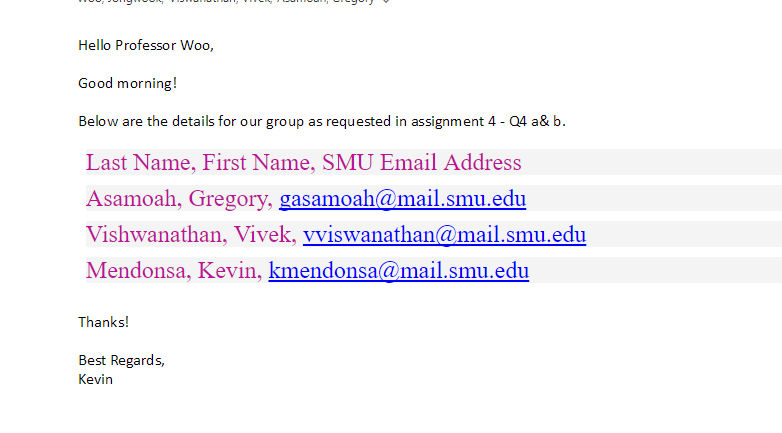 Woo, Jongwook; Viswanathan, Vivek; Asamoah, Gregory
Hello Professor Woo,
Good morning!
Below are the details for our group as requested in assignment 4 - Q4 a& b.
Last Name, First Name, SMU Email Address
Asamoah, Gregory, gasamoah@mail.smu.edu
Vishwanathan, Vivek, vviswanathan@mail.smu.edu
Mendonsa, Kevin, kmendonsa@mail.smu.edu
Thanks!
Best Regards,
Kevin